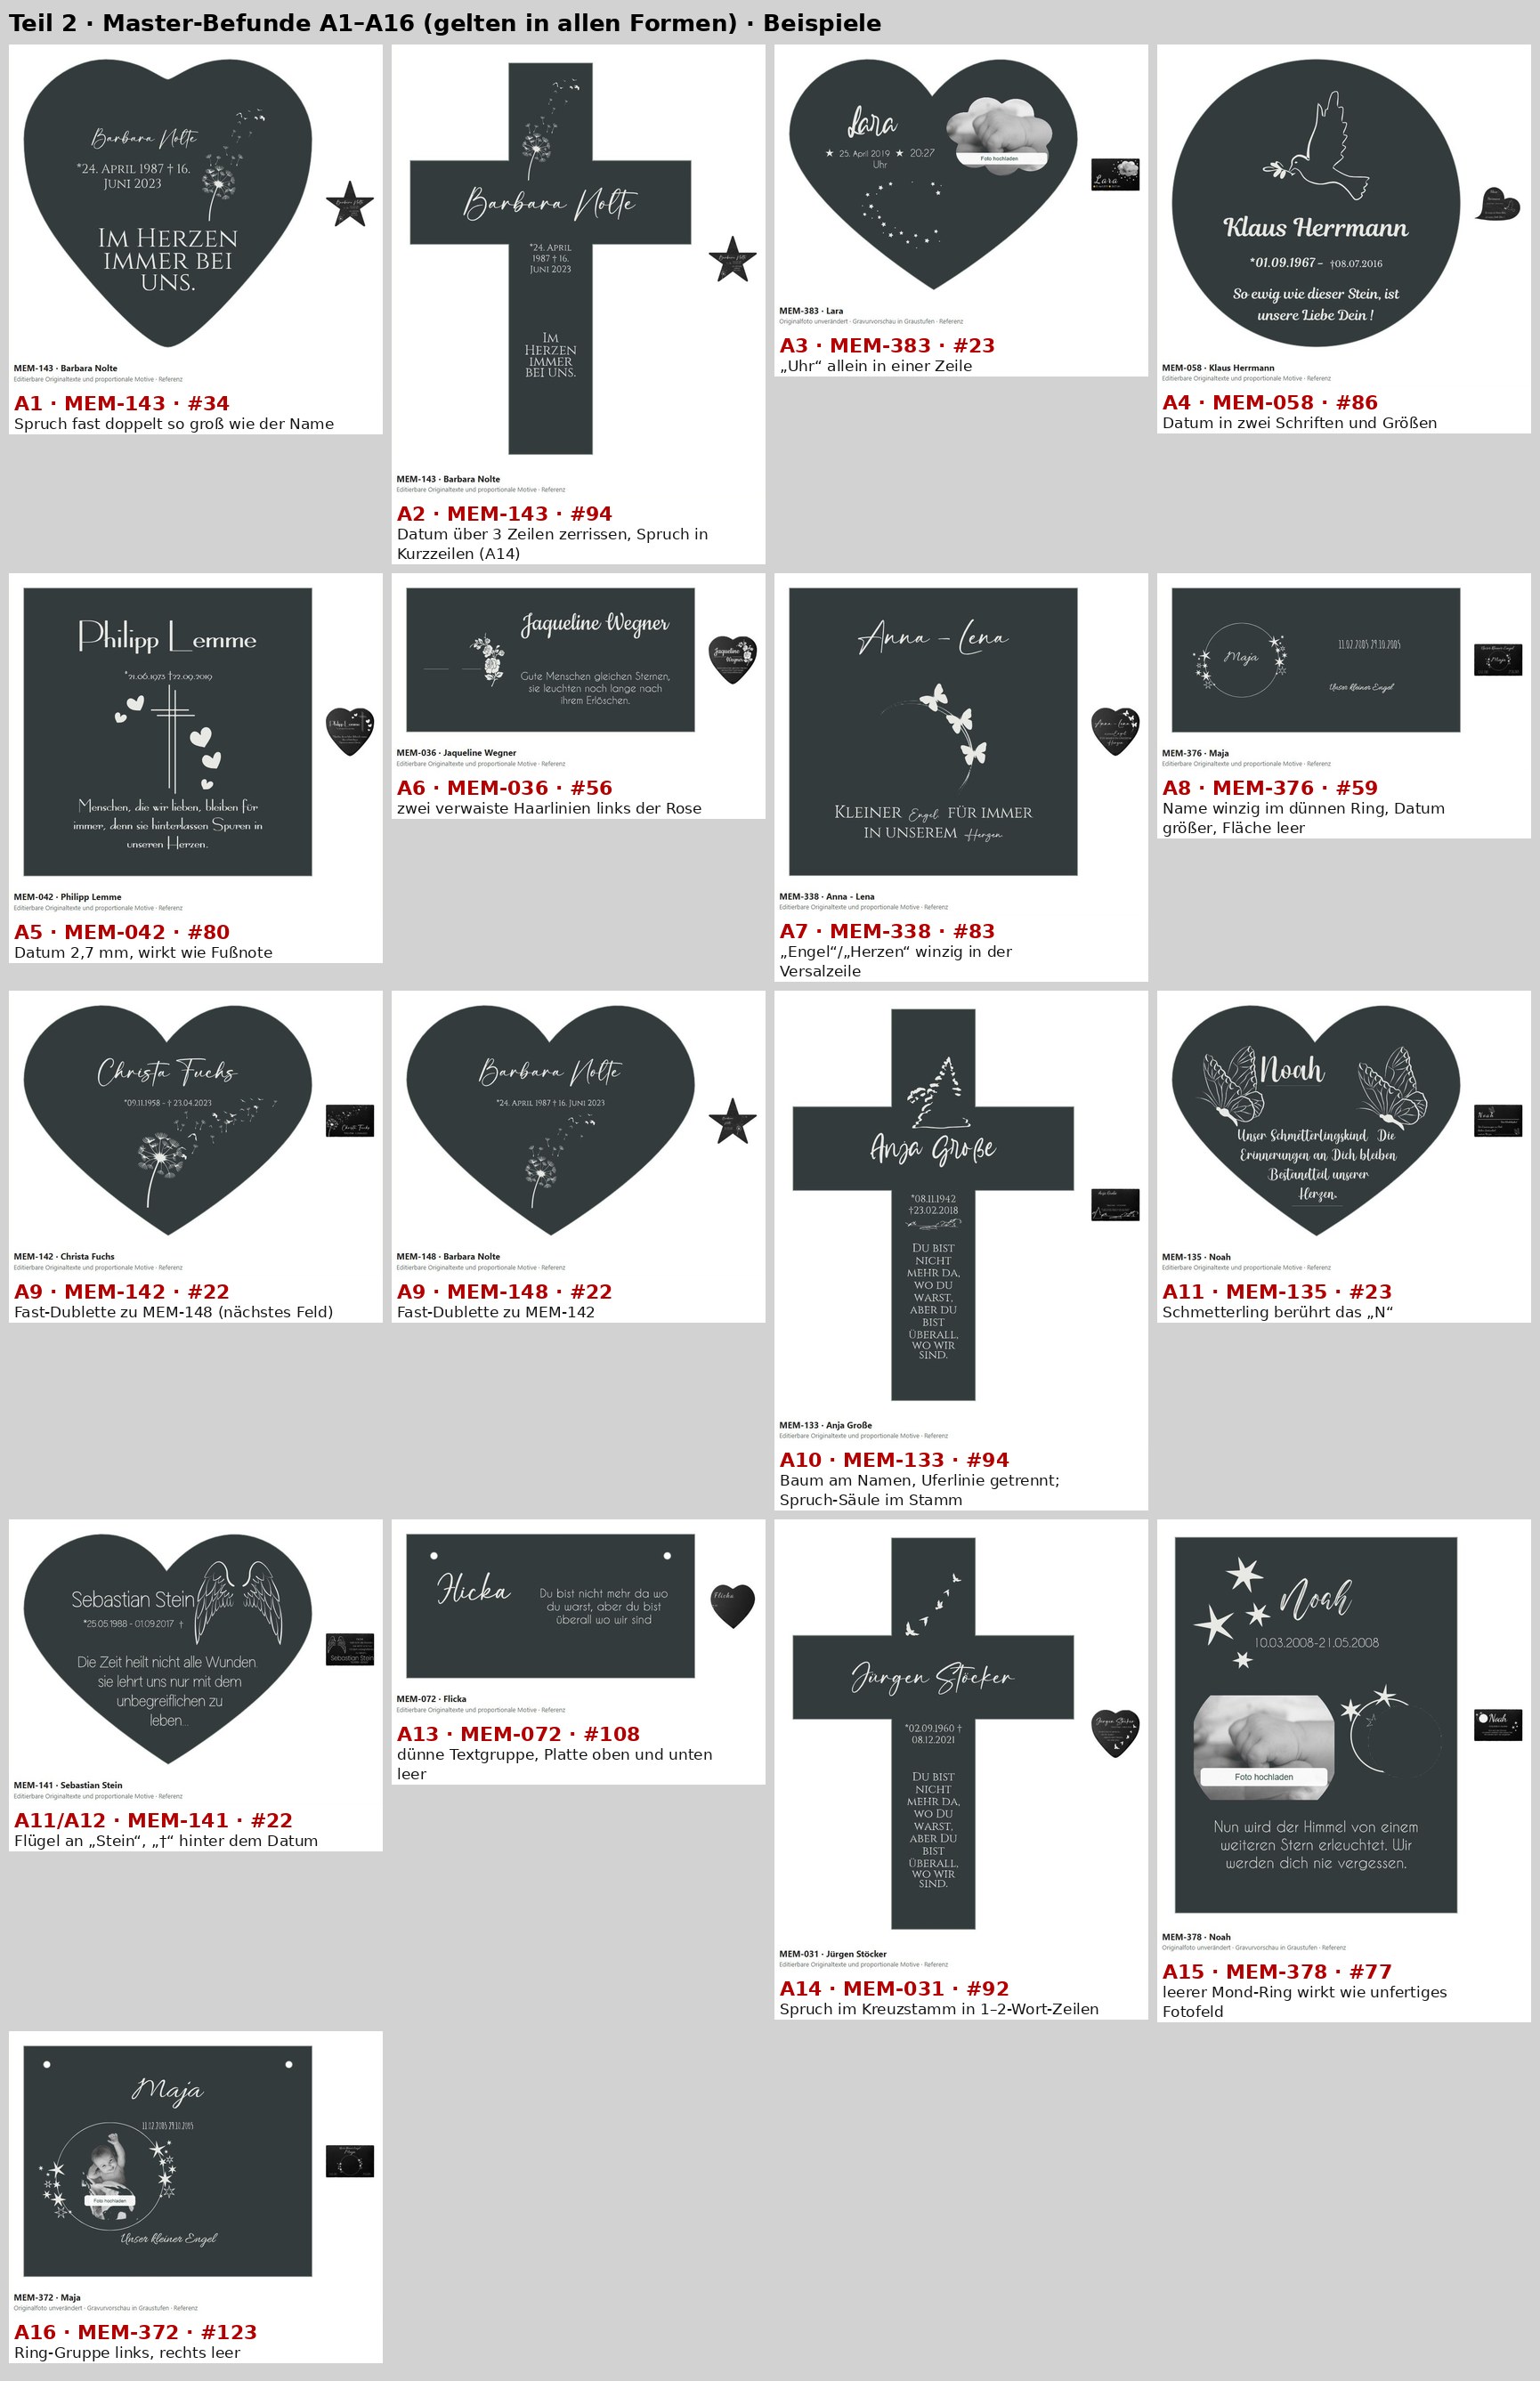 Teil 2 · Master-Befunde A1–A16 (gelten in allen Formen) · Beispiele
Barbara Nolte
*24. April 1987 † 16.
Juni 2023
Im Herzen
immer bei
uns.
MEM-143 · Barbara Nolte
Editierbare Originaltexte und proportionale Motive · Referenz
A1 · MEM-143 · #34
Spruch fast doppelt so groß wie der Name
Barbara Nolte
*24. April
1987 † 16.
Juni 2023
Im
Herzen
immer
bei uns.
MEM-143 · Barbara Nolte
Editierbare Originaltexte und proportionale Motive · Referenz
A2 · MEM-143 · #94
Datum über 3 Zeilen zerrissen, Spruch in
Kurzzeilen (A14)
Lara
★ 25. April 2019 ★ 20:27
Uhr
Foto hochladen
Lara
MEM-383 · Lara
Originalfoto unverändert · Gravurvorschau in Graustufen · Referenz
A3 · MEM-383 · #23
„Uhr“ allein in einer Zeile
Klaus Herrmann
*01.09.1967 – †08.07.2016
So ewig wie dieser Stein, ist
unsere Liebe Dein !
MEM-058 · Klaus Herrmann
Editierbare Originaltexte und proportionale Motive · Referenz
A4 · MEM-058 · #86
Datum in zwei Schriften und Größen
Philipp Lemme
*21.06.1973 †22.09.2019
Menschen, die wir lieben, bleiben für
immer, denn sie hinterlassen Spuren in
unseren Herzen.
MEM-042 · Philipp Lemme
Editierbare Originaltexte und proportionale Motive · Referenz
A5 · MEM-042 · #80
Datum 2,7 mm, wirkt wie Fußnote
Jaqueline Wegner
Gute Menschen gleichen Sternen,
sie leuchten noch lange nach
ihrem Erlöschen.
Jaqueline
Wegner
MEM-036 · Jaqueline Wegner
Editierbare Originaltexte und proportionale Motive · Referenz
A6 · MEM-036 · #56
zwei verwaiste Haarlinien links der Rose
Anna – Lena
Kleiner Engel für immer
in unserem Herzen
MEM-338 · Anna - Lena
Editierbare Originaltexte und proportionale Motive · Referenz
A7 · MEM-338 · #83
„Engel“/„Herzen“ winzig in der
Versalzeile
Maja
11.02.2005 29.10.2005
Unser kleiner Engel
MEM-376 · Maja
Editierbare Originaltexte und proportionale Motive · Referenz
A8 · MEM-376 · #59
Name winzig im dünnen Ring, Datum
größer, Fläche leer
Christa Fuchs
*09.11.1958 - † 23.04.2023
MEM-142 · Christa Fuchs
Editierbare Originaltexte und proportionale Motive · Referenz
A9 · MEM-142 · #22
Fast-Dublette zu MEM-148 (nächstes Feld)
Barbara Nolte
*24. April 1987 † 16. Juni 2023
MEM-148 · Barbara Nolte
Editierbare Originaltexte und proportionale Motive · Referenz
A9 · MEM-148 · #22
Fast-Dublette zu MEM-142
Anja Große
*08.11.1942
†23.02.2018
Du bist
nicht
mehr da,
wo du
warst,
aber du
bist
überall,
wo wir
sind.
MEM-133 · Anja Große
Editierbare Originaltexte und proportionale Motive · Referenz
A10 · MEM-133 · #94
Baum am Namen, Uferlinie getrennt;
Spruch-Säule im Stamm
Noah
Unser Schmetterlingskind Die
Erinnerungen an Dich bleiben
Bestandteil unserer
Herzen.
MEM-135 · Noah
Editierbare Originaltexte und proportionale Motive · Referenz
A11 · MEM-135 · #23
Schmetterling berührt das „N“
Sebastian Stein
*25.05.1988 - 01.09.2017 †
Die Zeit heilt nicht alle Wunden
sie lehrt uns nur mit dem
unbegreiflichen zu
leben...
Sebastian Stein
MEM-141 · Sebastian Stein
Editierbare Originaltexte und proportionale Motive · Referenz
A11/A12 · MEM-141 · #22
Flügel an „Stein“, „†“ hinter dem Datum
Flicka
Du bist nicht mehr da wo
du warst, aber du bist
überall wo wir sind
Flicka
MEM-072 · Flicka
Editierbare Originaltexte und proportionale Motive · Referenz
A13 · MEM-072 · #108
dünne Textgruppe, Platte oben und unten
leer
Jürgen Stöcker
*02.09.1960 †
08.12.2021
Du bist
nicht
mehr da,
wo Du
warst,
aber Du
bist
überall,
wo wir
sind.
MEM-031 · Jürgen Stöcker
Editierbare Originaltexte und proportionale Motive · Referenz
A14 · MEM-031 · #92
Spruch im Kreuzstamm in 1–2-Wort-Zeilen
Noah
10.03.2008-21.05.2008
Foto hochladen
Nun wird der Himmel von einem
weiteren Stern erleuchtet. Wir
werden dich nie vergessen.
Noah
MEM-378 · Noah
Originalfoto unverändert · Gravurvorschau in Graustufen · Referenz
A15 · MEM-378 · #77
leerer Mond-Ring wirkt wie unfertiges
Fotofeld
Maja
11.02.2005 29.10.2005
Foto hochladen
Unser kleiner Engel
MEM-372 · Maja
Originalfoto unverändert · Gravurvorschau in Graustufen · Referenz
A16 · MEM-372 · #123
Ring-Gruppe links, rechts leer